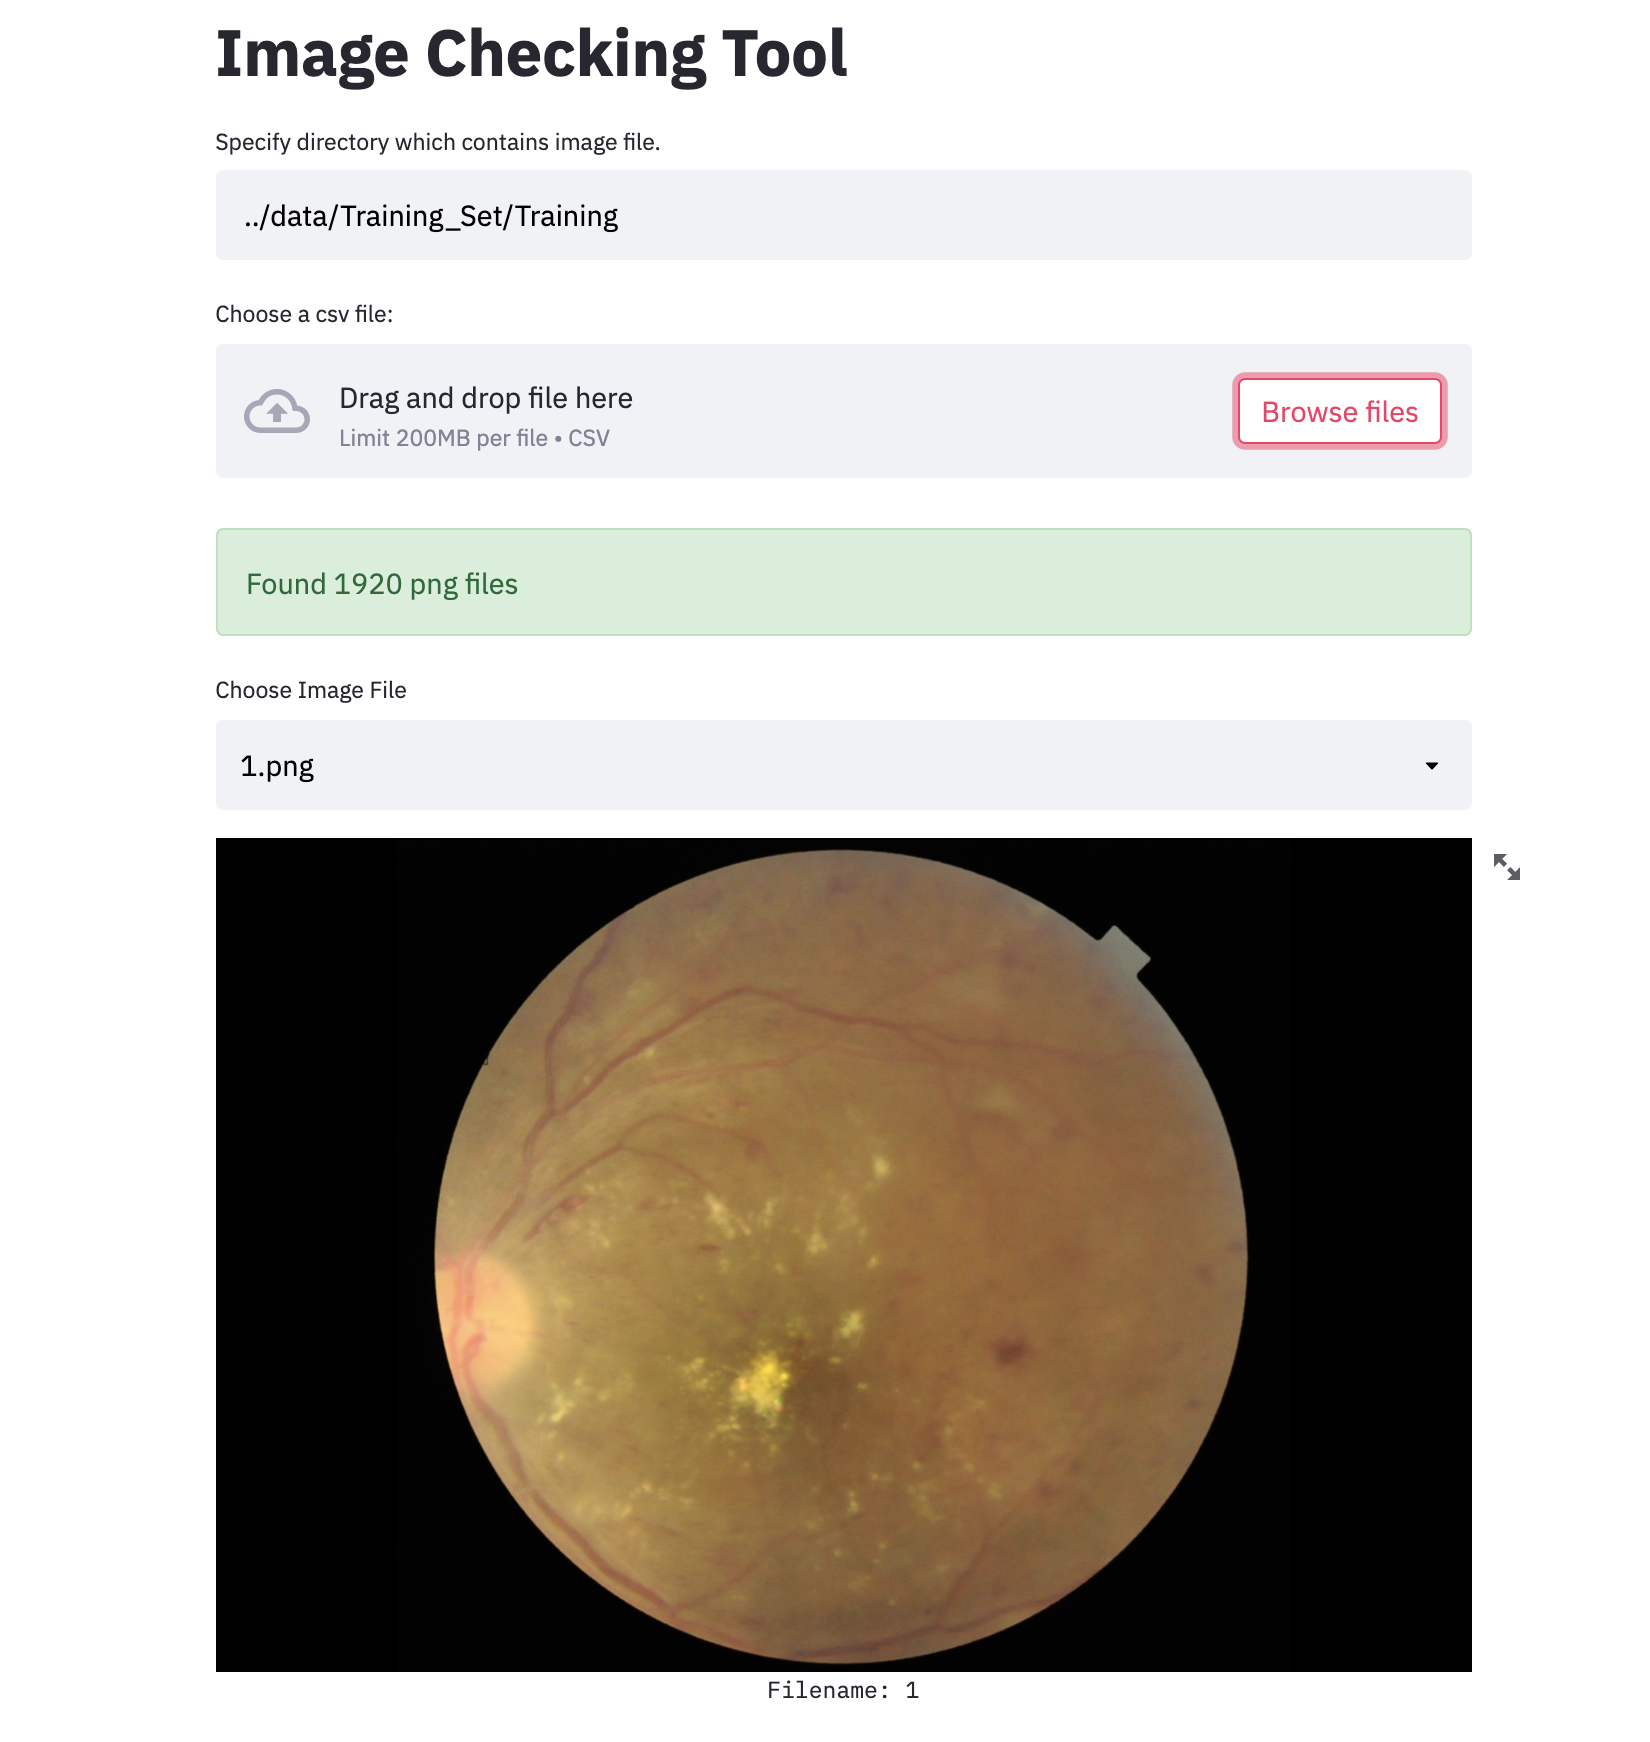 Image Checking Tool
Specify directory which contains image file.
../data/Training_Set/Training
Choose a csv file:
Drag and drop file here
Limit 200MB per file • CSV
Browse files
Found 1920 png files
Choose Image File
1.png
Filename: 1